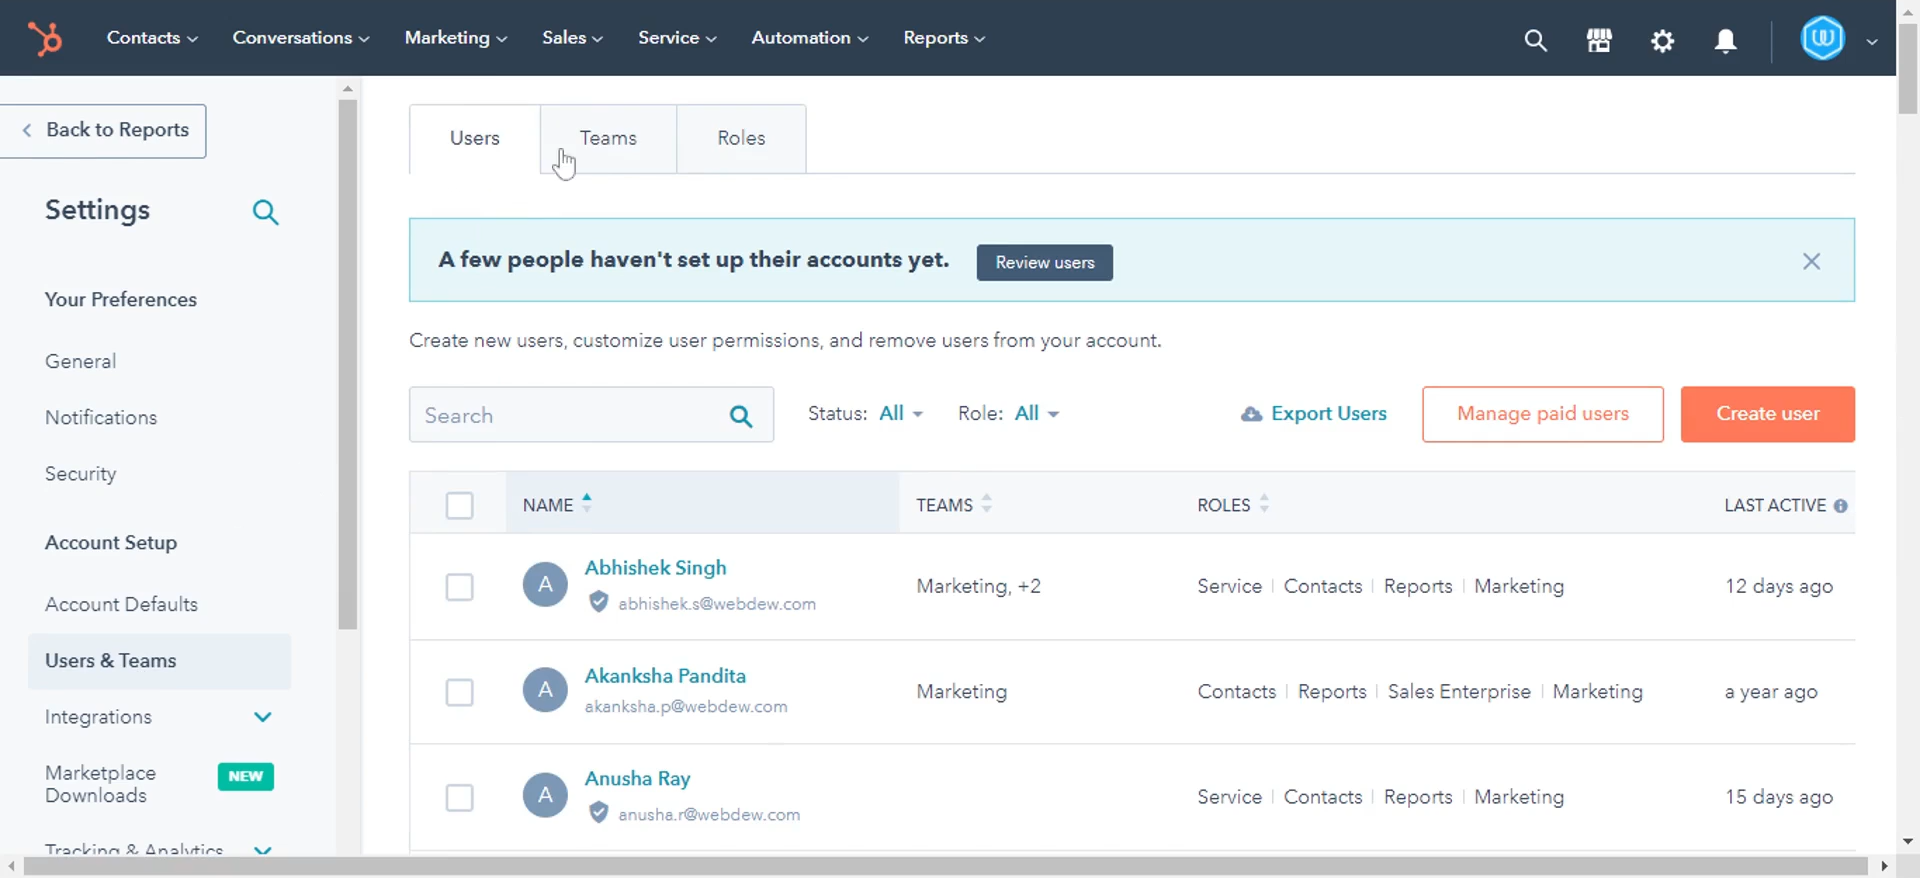 Contacts Conversations Marketing Sales Service Automation Reports
Back to Reports
Settings
Your Preferences
General
Notifications
Security
Account Setup
Account Defaults
Users & Teams
Integrations
Marketplace
Downloads
NEW
Tracking & Analytics
Users Teams Roles
A few people haven't set up their accounts yet. Review users
Create new users, customize user permissions, and remove users from your account.
Search Status: All Role: All Export Users Manage paid users Create user
NAME TEAMS ROLES LAST ACTIVE
A Abhishek Singh
abhishek.s@webdew.com
Marketing, +2 Service Contacts Reports Marketing 12 days ago
A Akanksha Pandita
akanksha.p@webdew.com
Marketing Contacts Reports Sales Enterprise Marketing a year ago
A Anusha Ray
anusha.r@webdew.com
Service Contacts Reports Marketing 15 days ago